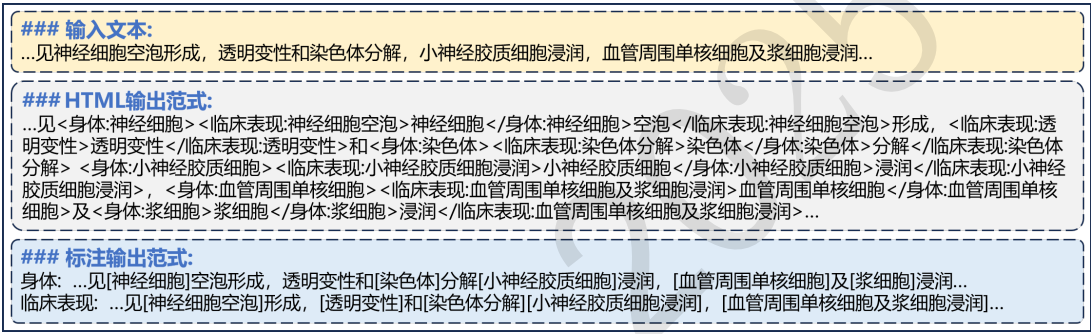 ### 输入文本:
...见神经细胞空泡形成，透明变性和染色体分解，小神经胶质细胞浸润，血管周围单核细胞及浆细胞浸润...
### HTML输出范式:
...见<身体:神经细胞><临床表现:神经细胞空泡>神经细胞</身体:神经细胞>空泡</临床表现:神经细胞空泡>形成，<临床表现:透
明变性>透明变性</临床表现:透明变性>和<身体:染色体><临床表现:染色体分解>染色体</身体:染色体>分解</临床表现:染色体
分解> <身体:小神经胶质细胞><临床表现:小神经胶质细胞浸润>小神经胶质细胞</身体:小神经胶质细胞>浸润</临床表现:小神经
胶质细胞浸润>，<身体:血管周围单核细胞><临床表现:血管周围单核细胞及浆细胞浸润>血管周围单核细胞</身体:血管周围单核
细胞>及<身体:浆细胞>浆细胞</身体:浆细胞>浸润</临床表现:血管周围单核细胞及浆细胞浸润>...
### 标注输出范式:
身体: ...见[神经细胞]空泡形成，透明变性和[染色体]分解[小神经胶质细胞]浸润，[血管周围单核细胞]及[浆细胞]浸润...
临床表现: ...见[神经细胞空泡]形成，[透明变性]和[染色体分解][小神经胶质细胞浸润]，[血管周围单核细胞及浆细胞浸润]...
2025